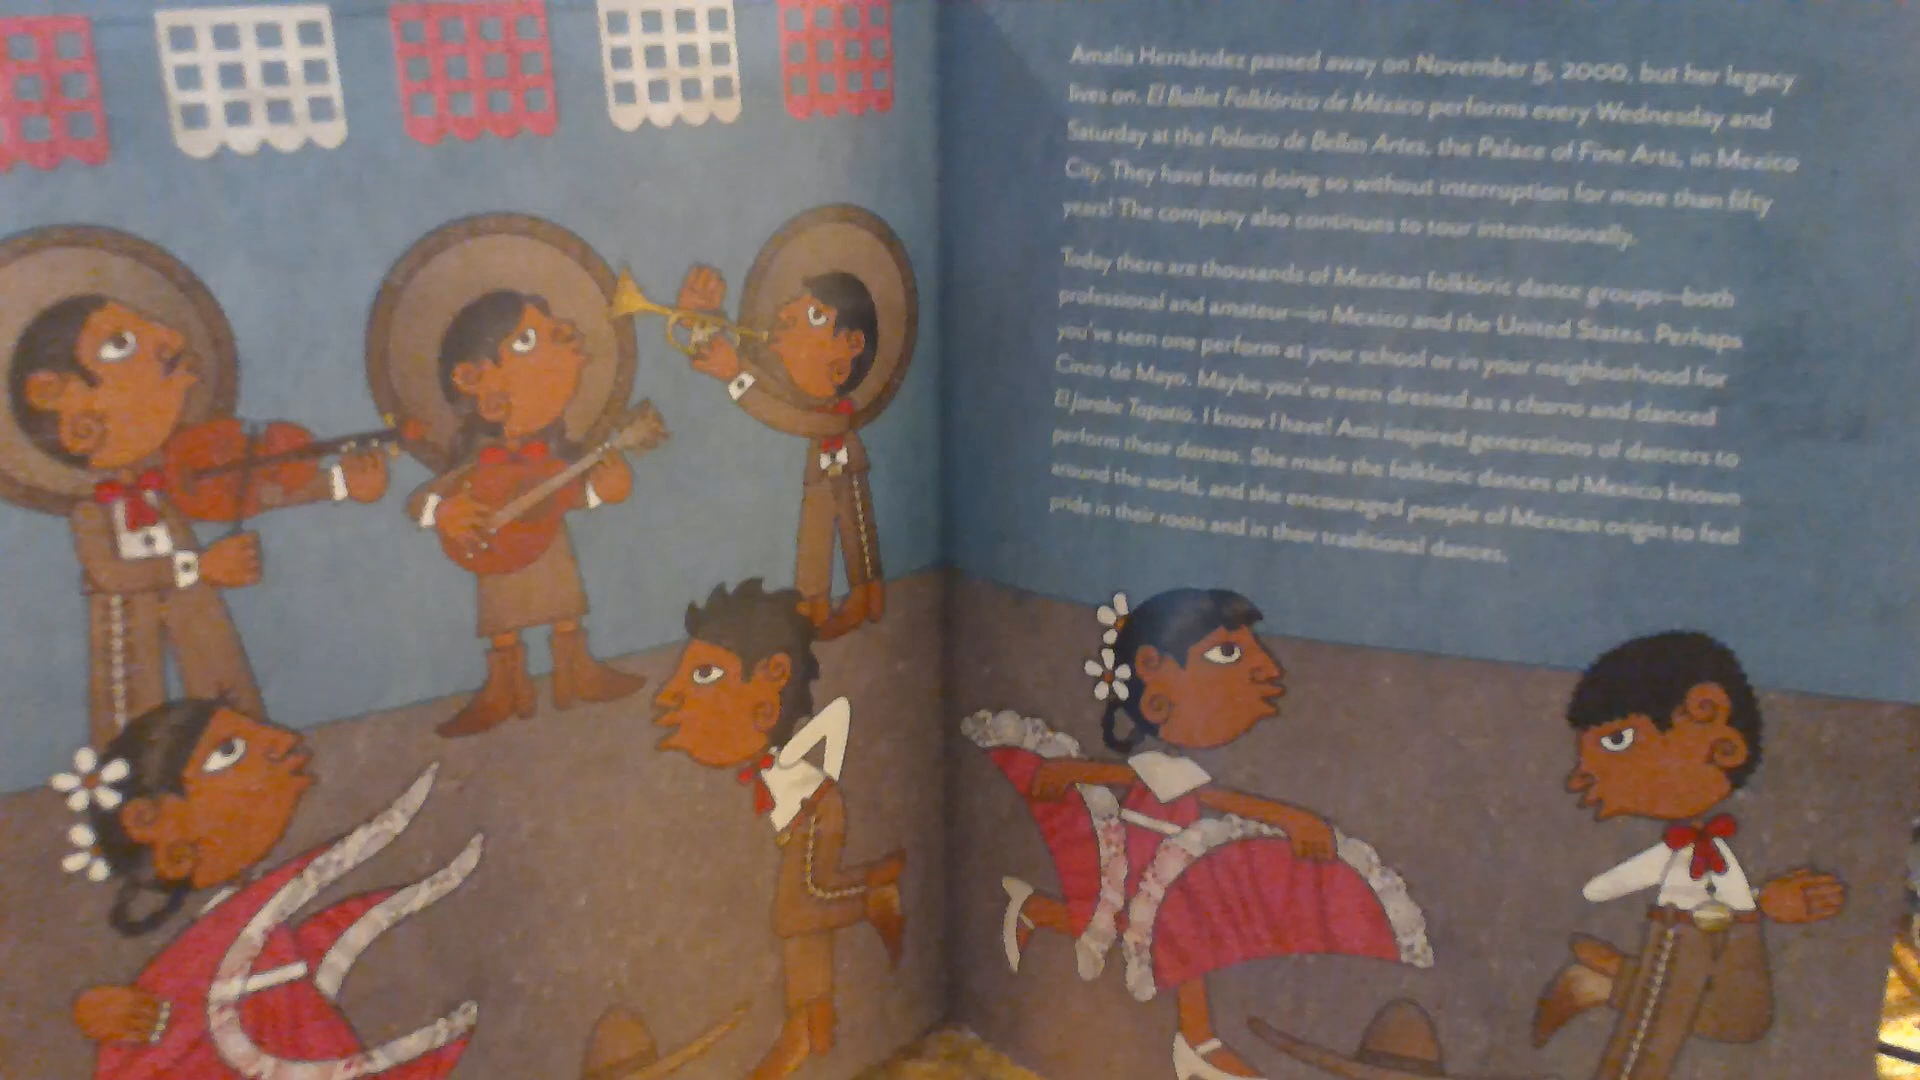 Amalia Hernández passed away on November 5, 2000, but her legacy
lives on. El Ballet Folklórico de México performs every Wednesday and
Saturday at the Palacio de Bellas Artes, the Palace of Fine Arts, in Mexico
City. They have been doing so without interruption for more than fifty
years! The company also continues to tour internationally.
Today there are thousands of Mexican folkloric dance groups—both
professional and amateur—in Mexico and the United States. Perhaps
you've seen one perform at your school or in your neighborhood for
Cinco de Mayo. Maybe you've even dressed as a charro and danced
El Jarabe Tapatío. I know I have! Ami inspired generations of dancers to
perform these danzas. She made the folkloric dances of Mexico known
around the world, and she encouraged people of Mexican origin to feel
pride in their roots and in their traditional dances.